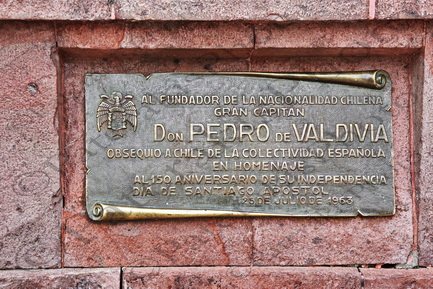 AL FUNDADOR DE LA NACIONALIDAD CHILENA
GRAN CAPITAN
DON PEDRO DE VALDIVIA
OBSEQUIO A CHILE DE LA COLECTIVIDAD ESPAÑOLA
EN HOMENAJE
AL 150 ANIVERSARIO DE SU INDEPENDENCIA
DIA DE SANTIAGO APOSTOL
25 DE JULIO DE 1963